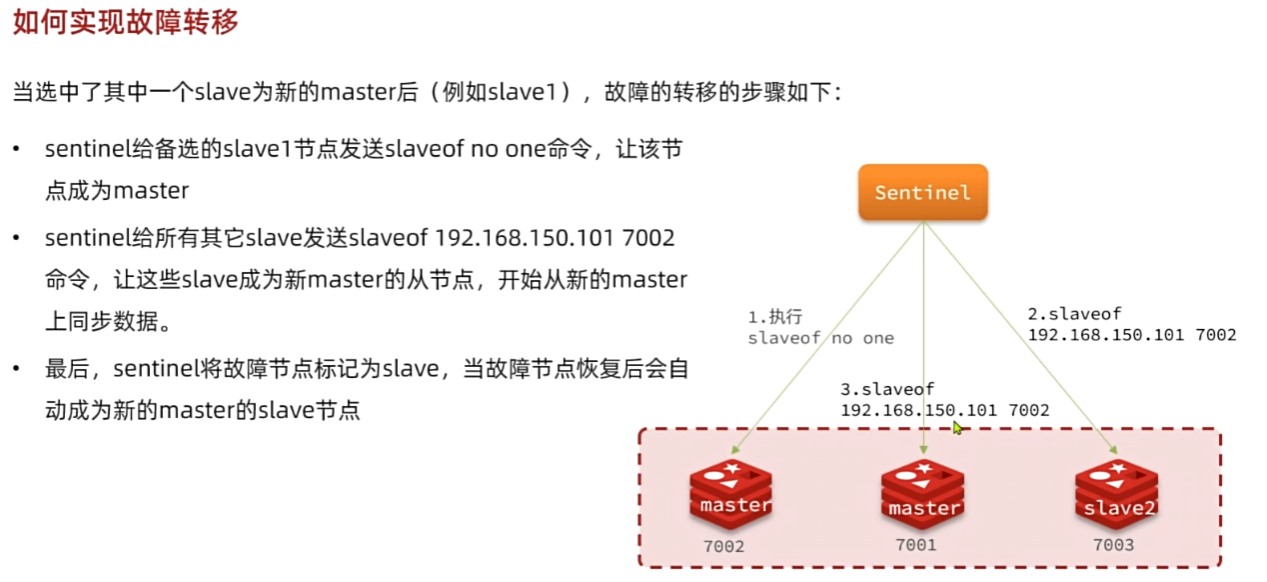 如何实现故障转移
当选中了其中一个slave为新的master后（例如slave1），故障的转移的步骤如下：
• sentinel给备选的slave1节点发送slaveof no one命令，让该节
点成为master
• sentinel给所有其它slave发送slaveof 192.168.150.101 7002
命令，让这些slave成为新master的从节点，开始从新的master
上同步数据。
• 最后，sentinel将故障节点标记为slave，当故障节点恢复后会自
动成为新的master的slave节点
Sentinel
1.执行
slaveof no one
2.slaveof
192.168.150.101 7002
3.slaveof
192.168.150.101 7002
master
master
slave2
7002
7001
7003